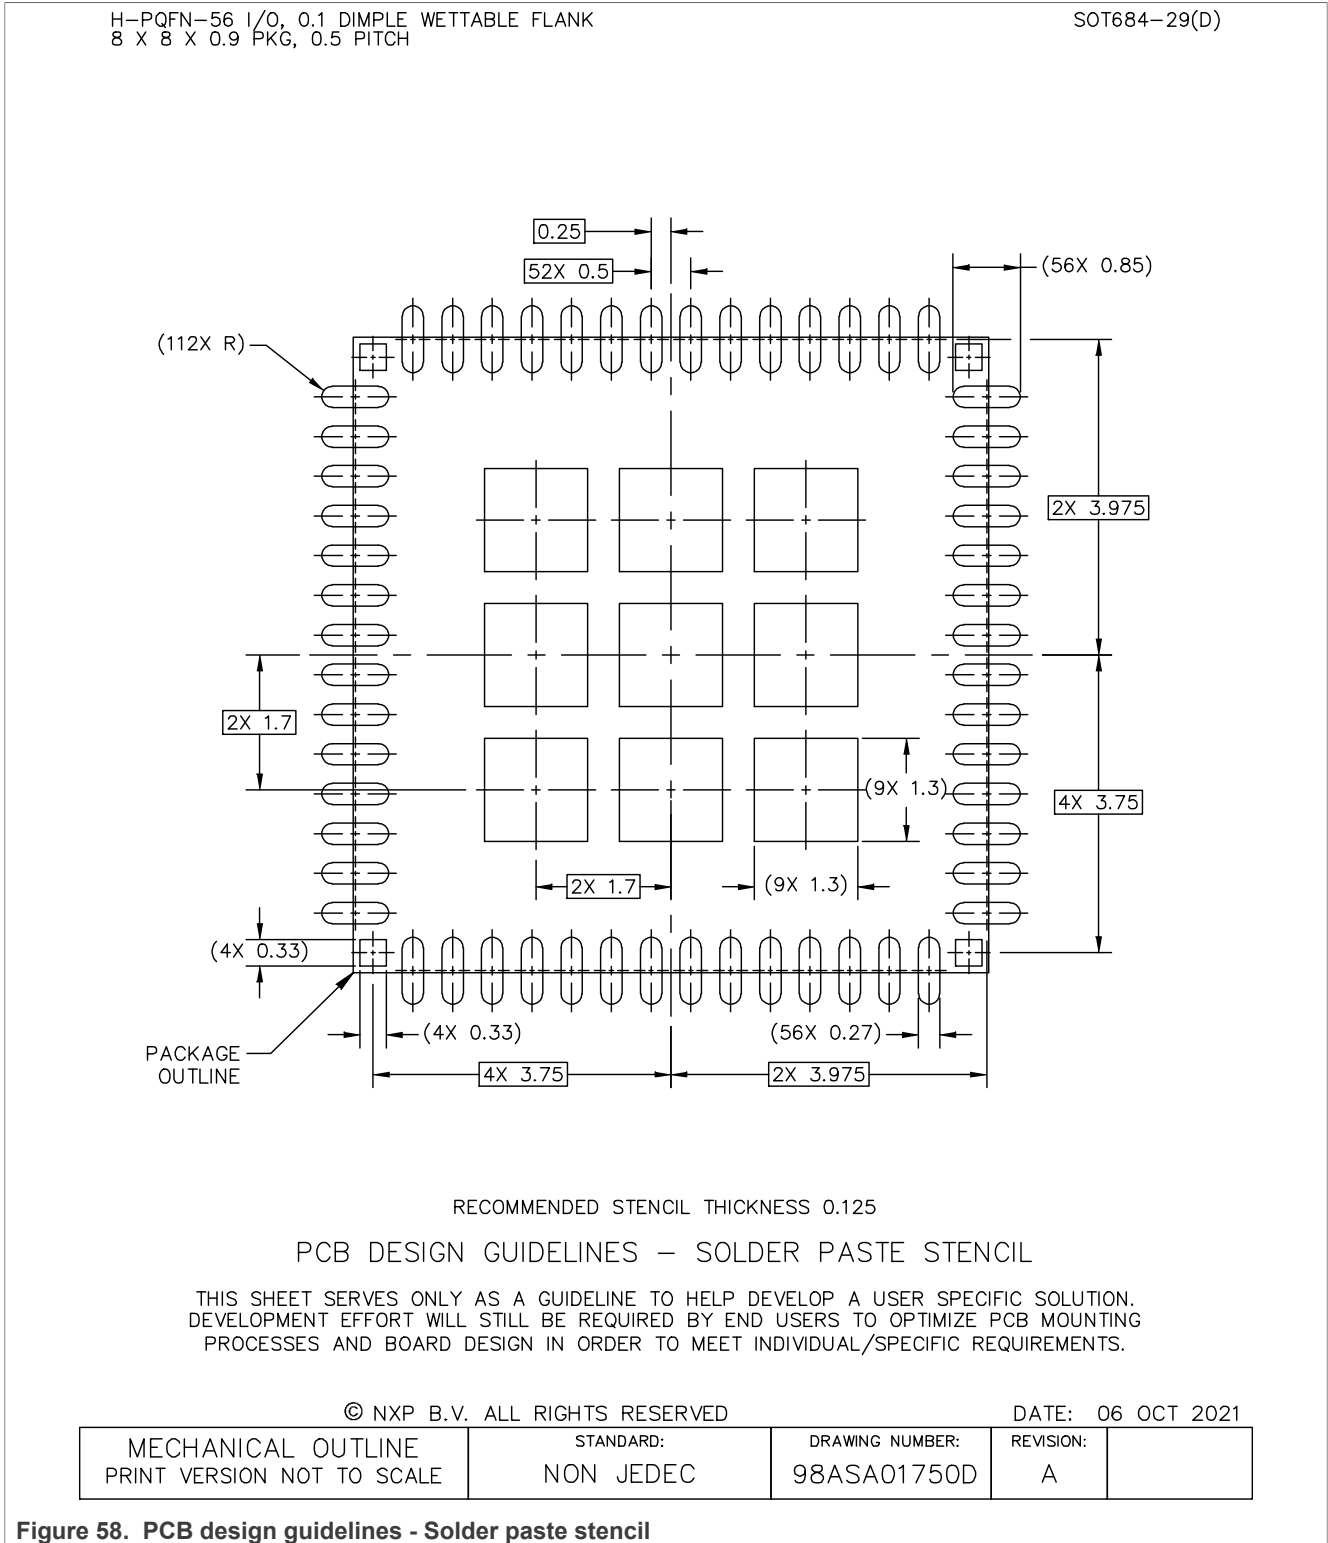 H-PQFN-56 I/O, 0.1 DIMPLE WETTABLE FLANK
8 X 8 X 0.9 PKG, 0.5 PITCH
SOT684-29(D)
0.25
52X 0.5
(56X 0.85)
(112X R)
2X 3.975
2X 1.7
(9X 1.3)
4X 3.75
2X 1.7
(9X 1.3)
(4X 0.33)
(4X 0.33)
(56X 0.27)
PACKAGE
OUTLINE
4X 3.75
2X 3.975
RECOMMENDED STENCIL THICKNESS 0.125
PCB DESIGN GUIDELINES – SOLDER PASTE STENCIL
THIS SHEET SERVES ONLY AS A GUIDELINE TO HELP DEVELOP A USER SPECIFIC SOLUTION.
DEVELOPMENT EFFORT WILL STILL BE REQUIRED BY END USERS TO OPTIMIZE PCB MOUNTING
PROCESSES AND BOARD DESIGN IN ORDER TO MEET INDIVIDUAL/SPECIFIC REQUIREMENTS.
© NXP B.V. ALL RIGHTS RESERVED
DATE: 06 OCT 2021
MECHANICAL OUTLINE
PRINT VERSION NOT TO SCALE
STANDARD:
NON JEDEC
DRAWING NUMBER:
98ASA01750D
REVISION:
A
Figure 58. PCB design guidelines - Solder paste stencil